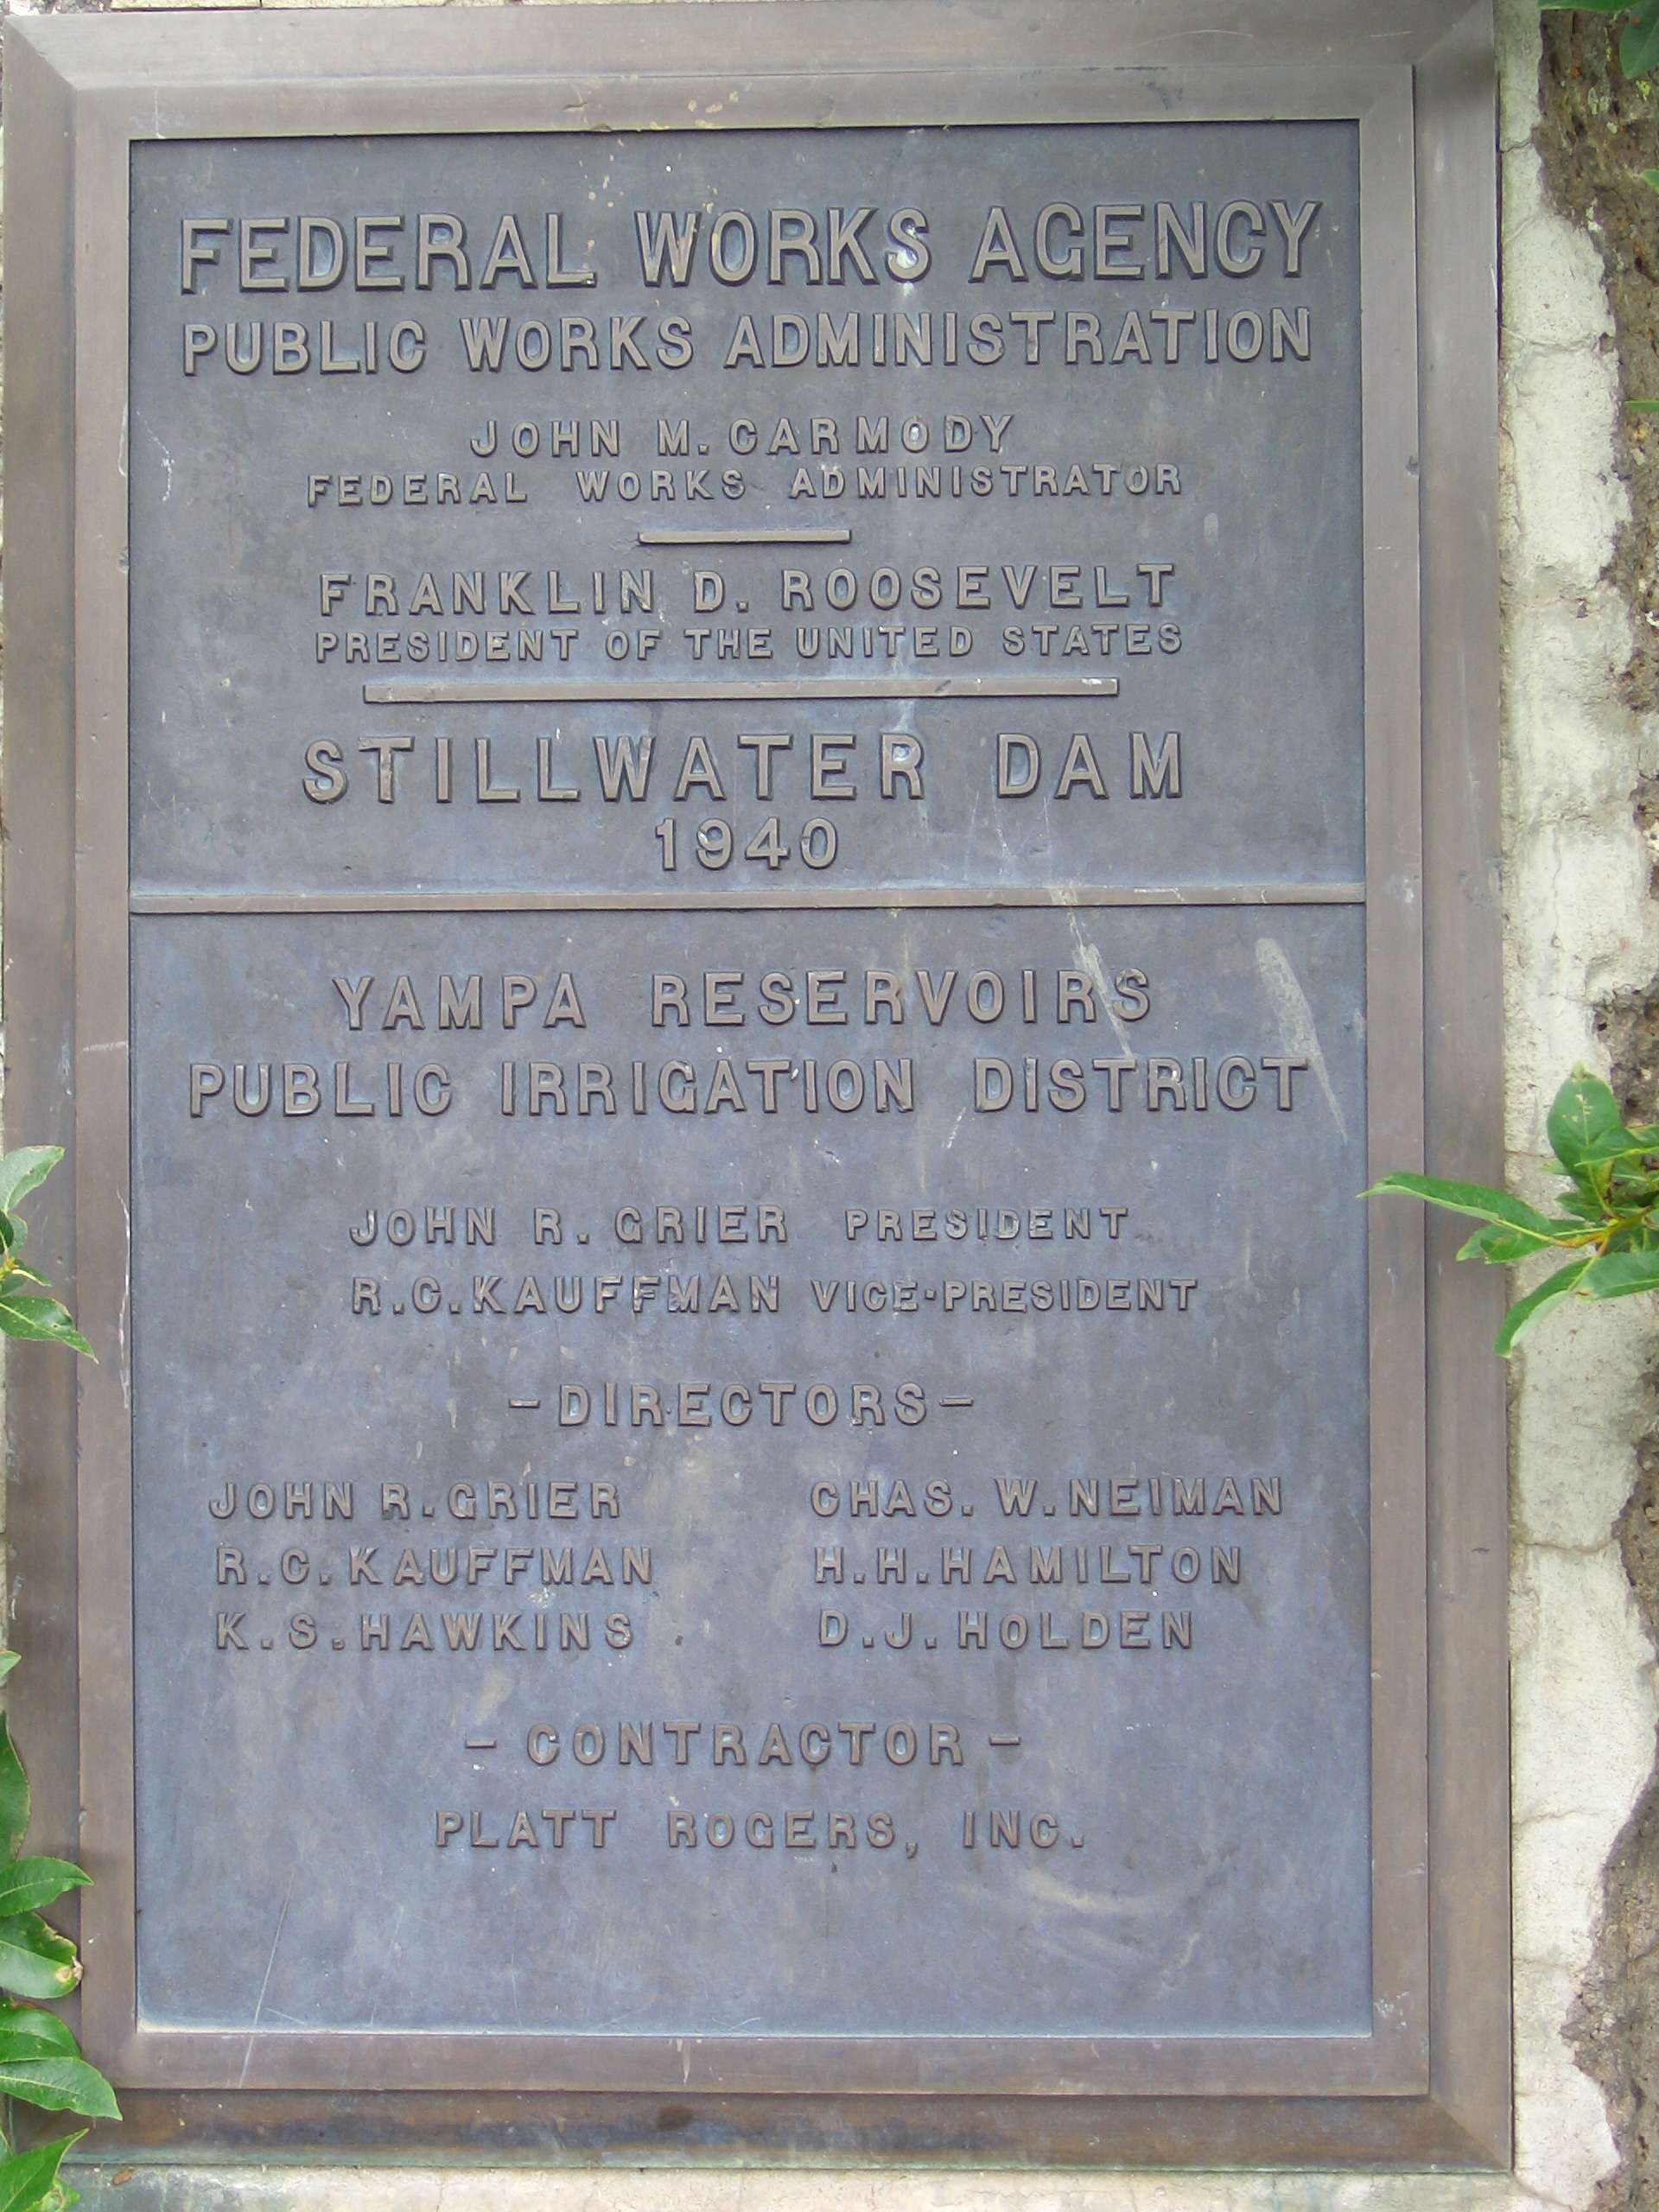 FEDERAL WORKS AGENCY
PUBLIC WORKS ADMINISTRATION
JOHN M. CARMODY
FEDERAL WORKS ADMINISTRATOR
FRANKLIN D. ROOSEVELT
PRESIDENT OF THE UNITED STATES
STILLWATER DAM
1940
YAMPA RESERVOIRS
PUBLIC IRRIGATION DISTRICT
JOHN R. GRIER PRESIDENT
R.C. KAUFFMAN VICE-PRESIDENT
-DIRECTORS-
JOHN R. GRIER CHAS. W. NEIMAN
R.C. KAUFFMAN H.H. HAMILTON
K.S. HAWKINS D.J. HOLDEN
- CONTRACTOR -
PLATT ROGERS, INC.